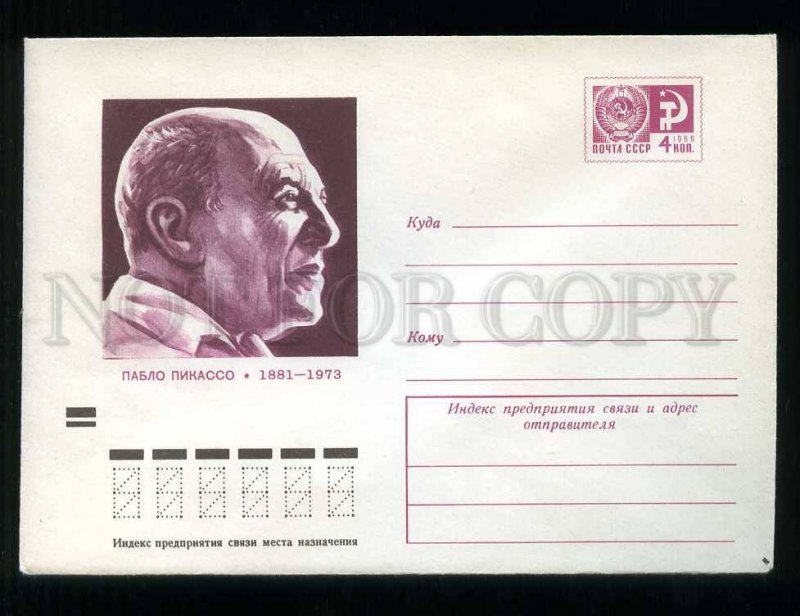 1966
ПОЧТА СССР 4 КОП.
Куда
Кому
ПАБЛО ПИКАССО • 1881—1973
Индекс предприятия связи и адрес
отправителя
Индекс предприятия связи места назначения
NOT FOR COPY